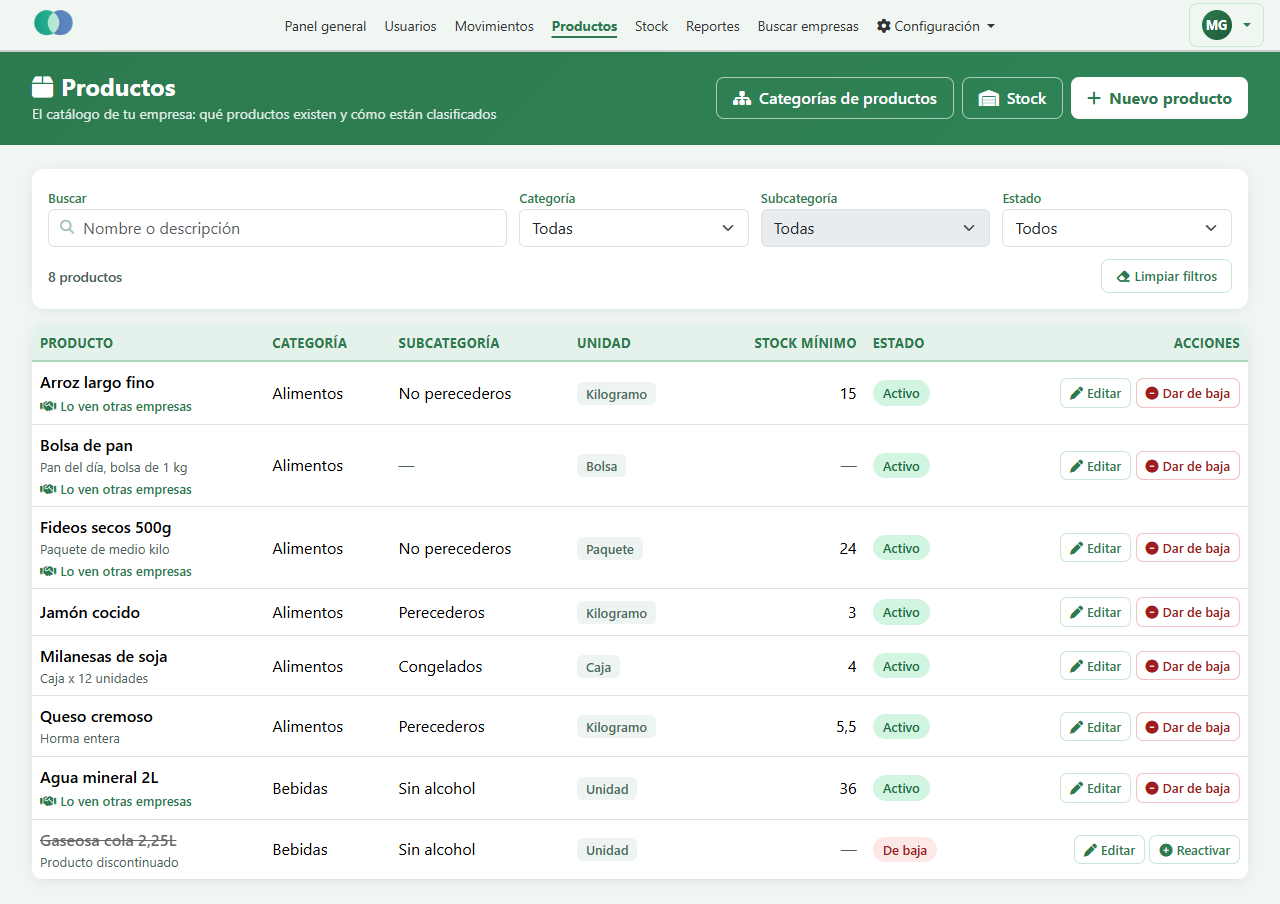 Panel general Usuarios Movimientos Productos Stock Reportes Buscar empresas Configuración MG
Productos
El catálogo de tu empresa: qué productos existen y cómo están clasificados
Categorías de productos Stock Nuevo producto
Buscar Categoría Subcategoría Estado
Nombre o descripción Todas Todas Todos
8 productos Limpiar filtros
PRODUCTO CATEGORÍA SUBCATEGORÍA UNIDAD STOCK MÍNIMO ESTADO ACCIONES
Arroz largo fino
Lo ven otras empresas
Alimentos No perecederos Kilogramo 15 Activo Editar Dar de baja
Bolsa de pan
Pan del día, bolsa de 1 kg
Lo ven otras empresas
Alimentos — Bolsa — Activo Editar Dar de baja
Fideos secos 500g
Paquete de medio kilo
Lo ven otras empresas
Alimentos No perecederos Paquete 24 Activo Editar Dar de baja
Jamón cocido Alimentos Perecederos Kilogramo 3 Activo Editar Dar de baja
Milanesas de soja
Caja x 12 unidades
Alimentos Congelados Caja 4 Activo Editar Dar de baja
Queso cremoso
Horma entera
Alimentos Perecederos Kilogramo 5,5 Activo Editar Dar de baja
Agua mineral 2L
Lo ven otras empresas
Bebidas Sin alcohol Unidad 36 Activo Editar Dar de baja
Gaseosa cola 2,25L
Producto discontinuado
Bebidas Sin alcohol Unidad — De baja Editar Reactivar